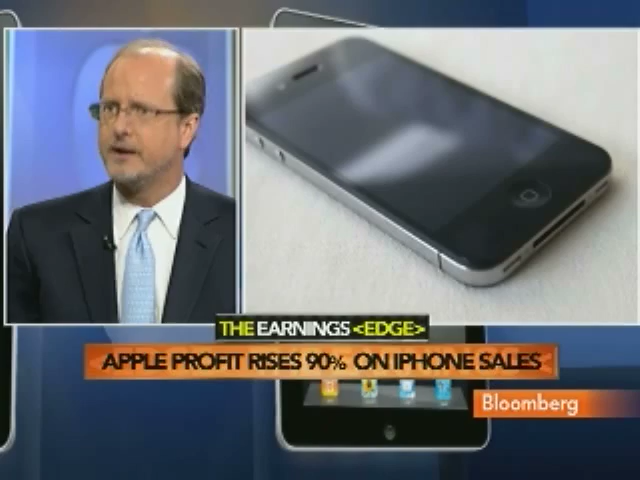 THE EARNINGS <EDGE>
APPLE PROFIT RISES 90% ON IPHONE SALES
Bloomberg